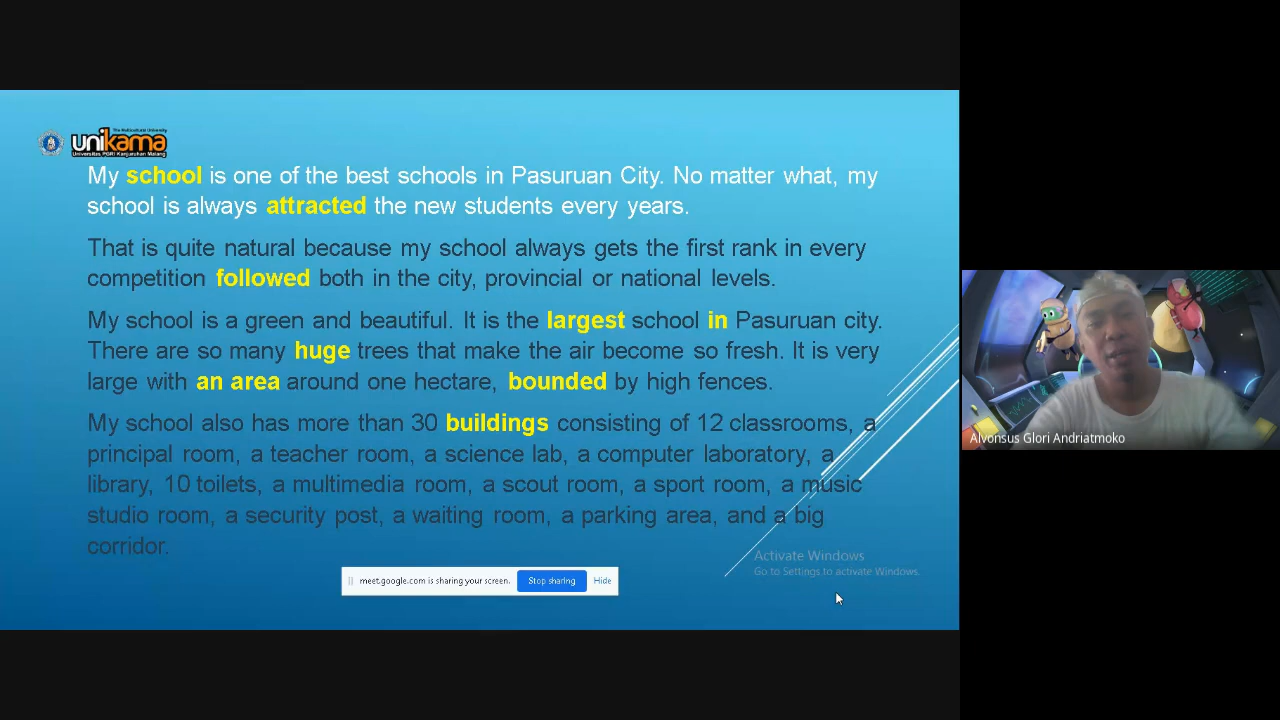 The Multicultural University
unikama
Universitas PGRI Kanjuruhan Malang
My school is one of the best schools in Pasuruan City. No matter what, my
school is always attracted the new students every years.
That is quite natural because my school always gets the first rank in every
competition followed both in the city, provincial or national levels.
My school is a green and beautiful. It is the largest school in Pasuruan city.
There are so many huge trees that make the air become so fresh. It is very
large with an area around one hectare, bounded by high fences.
My school also has more than 30 buildings consisting of 12 classrooms, a
principal room, a teacher room, a science lab, a computer laboratory, a
library, 10 toilets, a multimedia room, a scout room, a sport room, a music
studio room, a security post, a waiting room, a parking area, and a big
corridor.
Activate Windows
Go to Settings to activate Windows.
meet.google.com is sharing your screen. Stop sharing Hide
Alvonsus Glori Andriatmoko